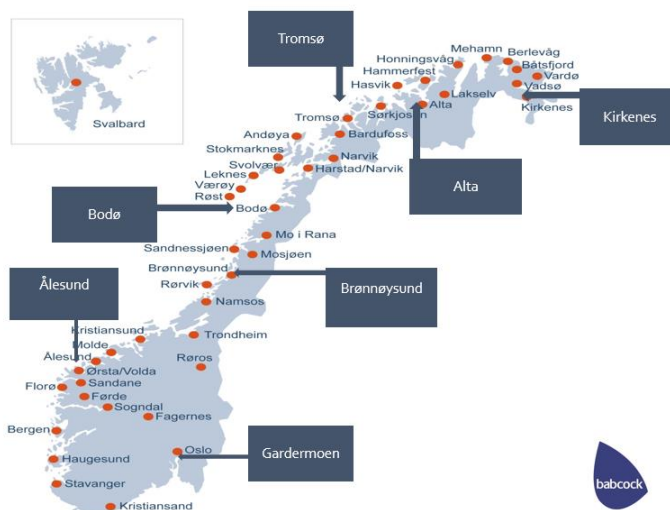 Svalbard
Tromsø
Mehamn
Berlevåg
Honningsvåg
Båtsfjord
Hammerfest
Vardø
Hasvik
Vadsø
Lakselv
Kirkenes
Kirkenes
Alta
Sørkjosen
Tromsø
Bardufoss
Andøya
Stokmarknes
Narvik
Svolvær
Harstad/Narvik
Leknes
Alta
Værøy
Røst
Bodø
Bodø
Mo i Rana
Sandnessjøen
Mosjøen
Brønnøysund
Brønnøysund
Ålesund
Rørvik
Namsos
Kristiansund
Trondheim
Molde
Ålesund
Røros
Ørsta/Volda
Sandane
Florø
Førde
Sogndal
Fagernes
Bergen
Oslo
Gardermoen
Haugesund
Stavanger
Kristiansand
babcock